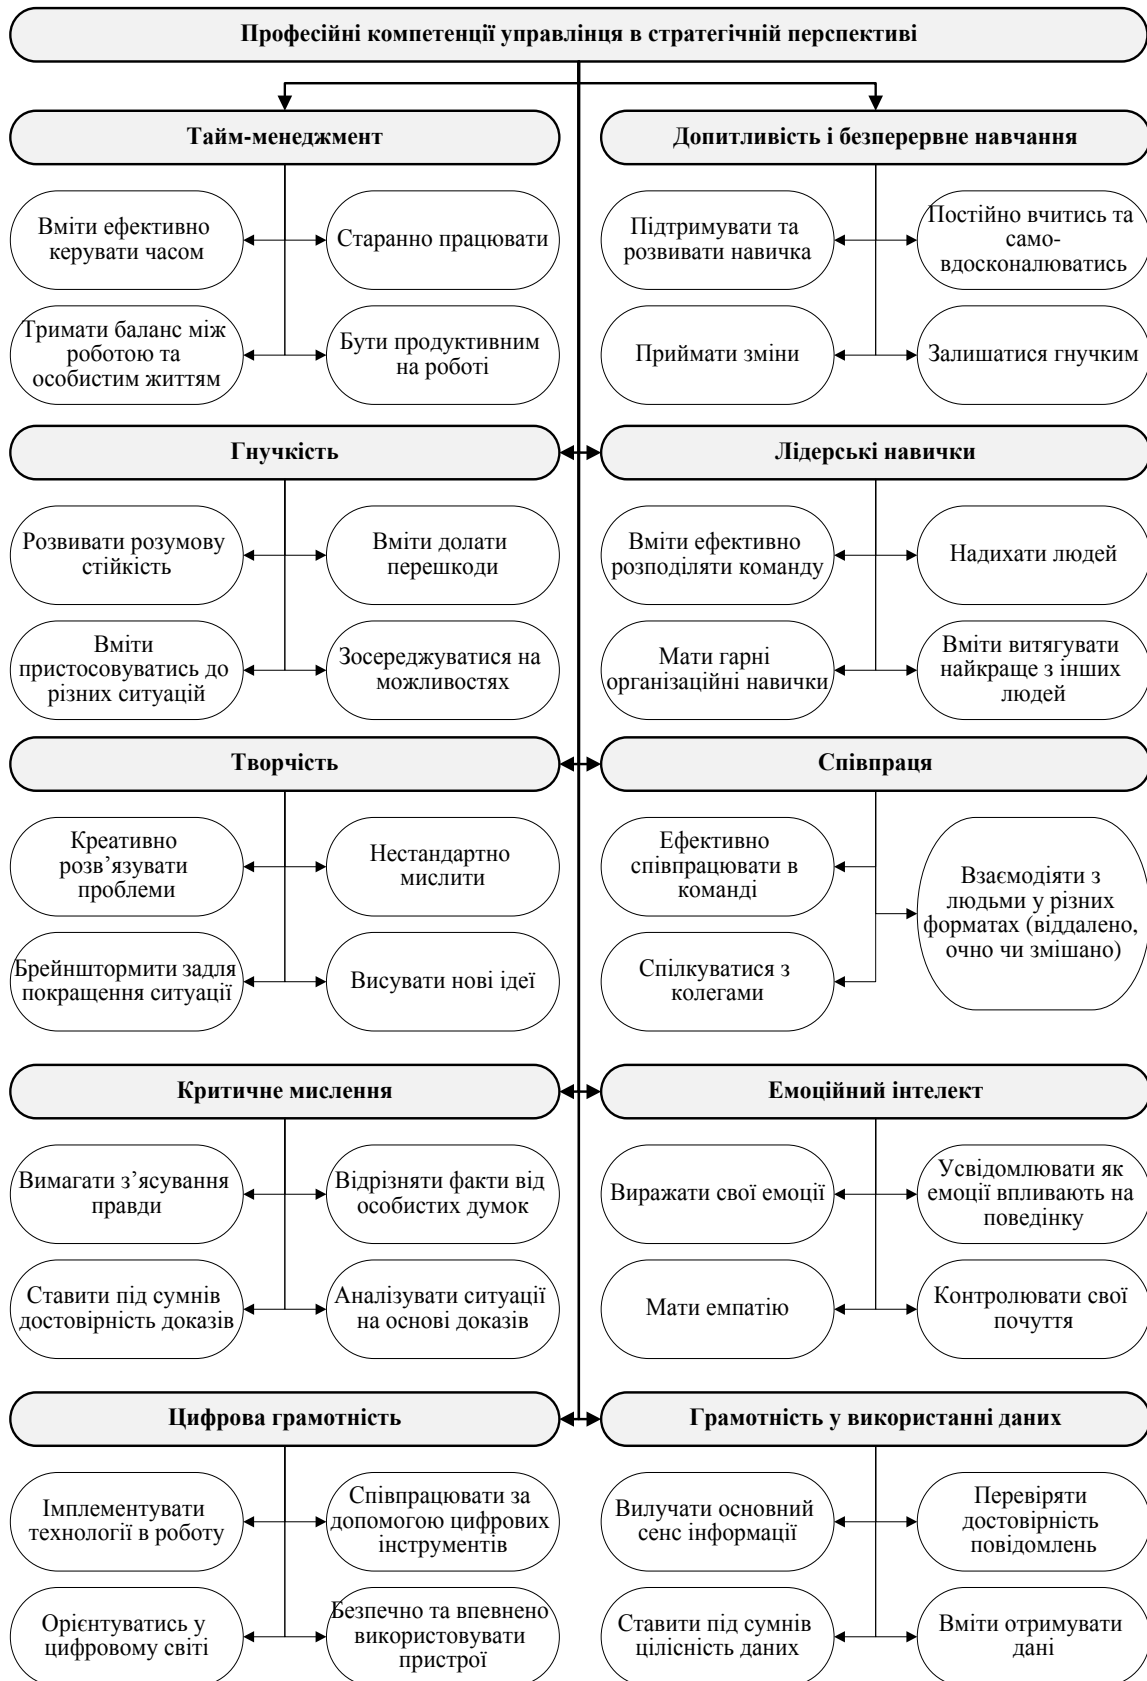 Професійні компетенції управлінця в стратегічній перспективі
Тайм-менеджмент
Вміти ефективно
керувати часом
Старанно працювати
Тримати баланс між
роботою та
особистим життям
Бути продуктивним
на роботі
Допитливість і безперервне навчання
Підтримувати та
розвивати навичка
Постійно вчитись та
само-
вдосконалюватись
Приймати зміни
Залишатися гнучким
Гнучкість
Розвивати розумову
стійкість
Вміти долати
перешкоди
Вміти
пристосовуватись до
різних ситуацій
Зосереджуватися на
можливостях
Лідерські навички
Вміти ефективно
розподіляти команду
Надихати людей
Мати гарні
організаційні навички
Вміти витягувати
найкраще з інших
людей
Творчість
Креативно
розв’язувати
проблеми
Нестандартно
мислити
Брейнштормити задля
покращення ситуації
Висувати нові ідеї
Співпраця
Ефективно
співпрацювати в
команді
Взаємодіяти з
людьми у різних
форматах (віддалено,
очно чи змішано)
Спілкуватися з
колегами
Критичне мислення
Вимагати з’ясування
правди
Відрізняти факти від
особистих думок
Ставити під сумнів
достовірність доказів
Аналізувати ситуації
на основі доказів
Емоційний інтелект
Виражати свої емоції
Усвідомлювати як
емоції впливають на
поведінку
Мати емпатію
Контролювати свої
почуття
Цифрова грамотність
Імплементувати
технології в роботу
Співпрацювати за
допомогою цифрових
інструментів
Орієнтуватись у
цифровому світі
Безпечно та впевнено
використовувати
пристрої
Грамотність у використанні даних
Вилучати основний
сенс інформації
Перевіряти
достовірність
повідомлень
Ставити під сумнів
цілісність даних
Вміти отримувати
дані